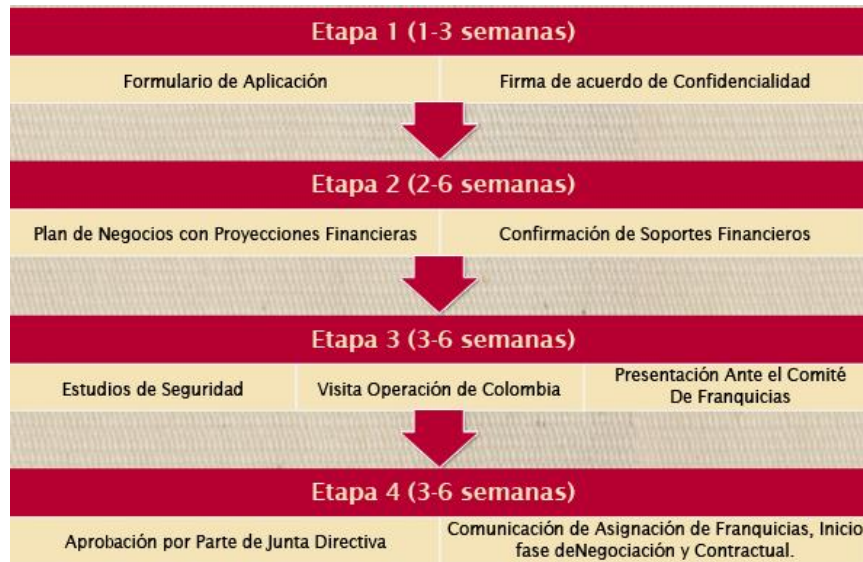 Etapa 1 (1-3 semanas)
Formulario de Aplicación
Firma de acuerdo de Confidencialidad
Etapa 2 (2-6 semanas)
Plan de Negocios con Proyecciones Financieras
Confirmación de Soportes Financieros
Etapa 3 (3-6 semanas)
Estudios de Seguridad
Visita Operación de Colombia
Presentación Ante el Comité
De Franquicias
Etapa 4 (3-6 semanas)
Aprobación por Parte de Junta Directiva
Comunicación de Asignación de Franquicias, Inicio
fase deNegociación y Contractual.